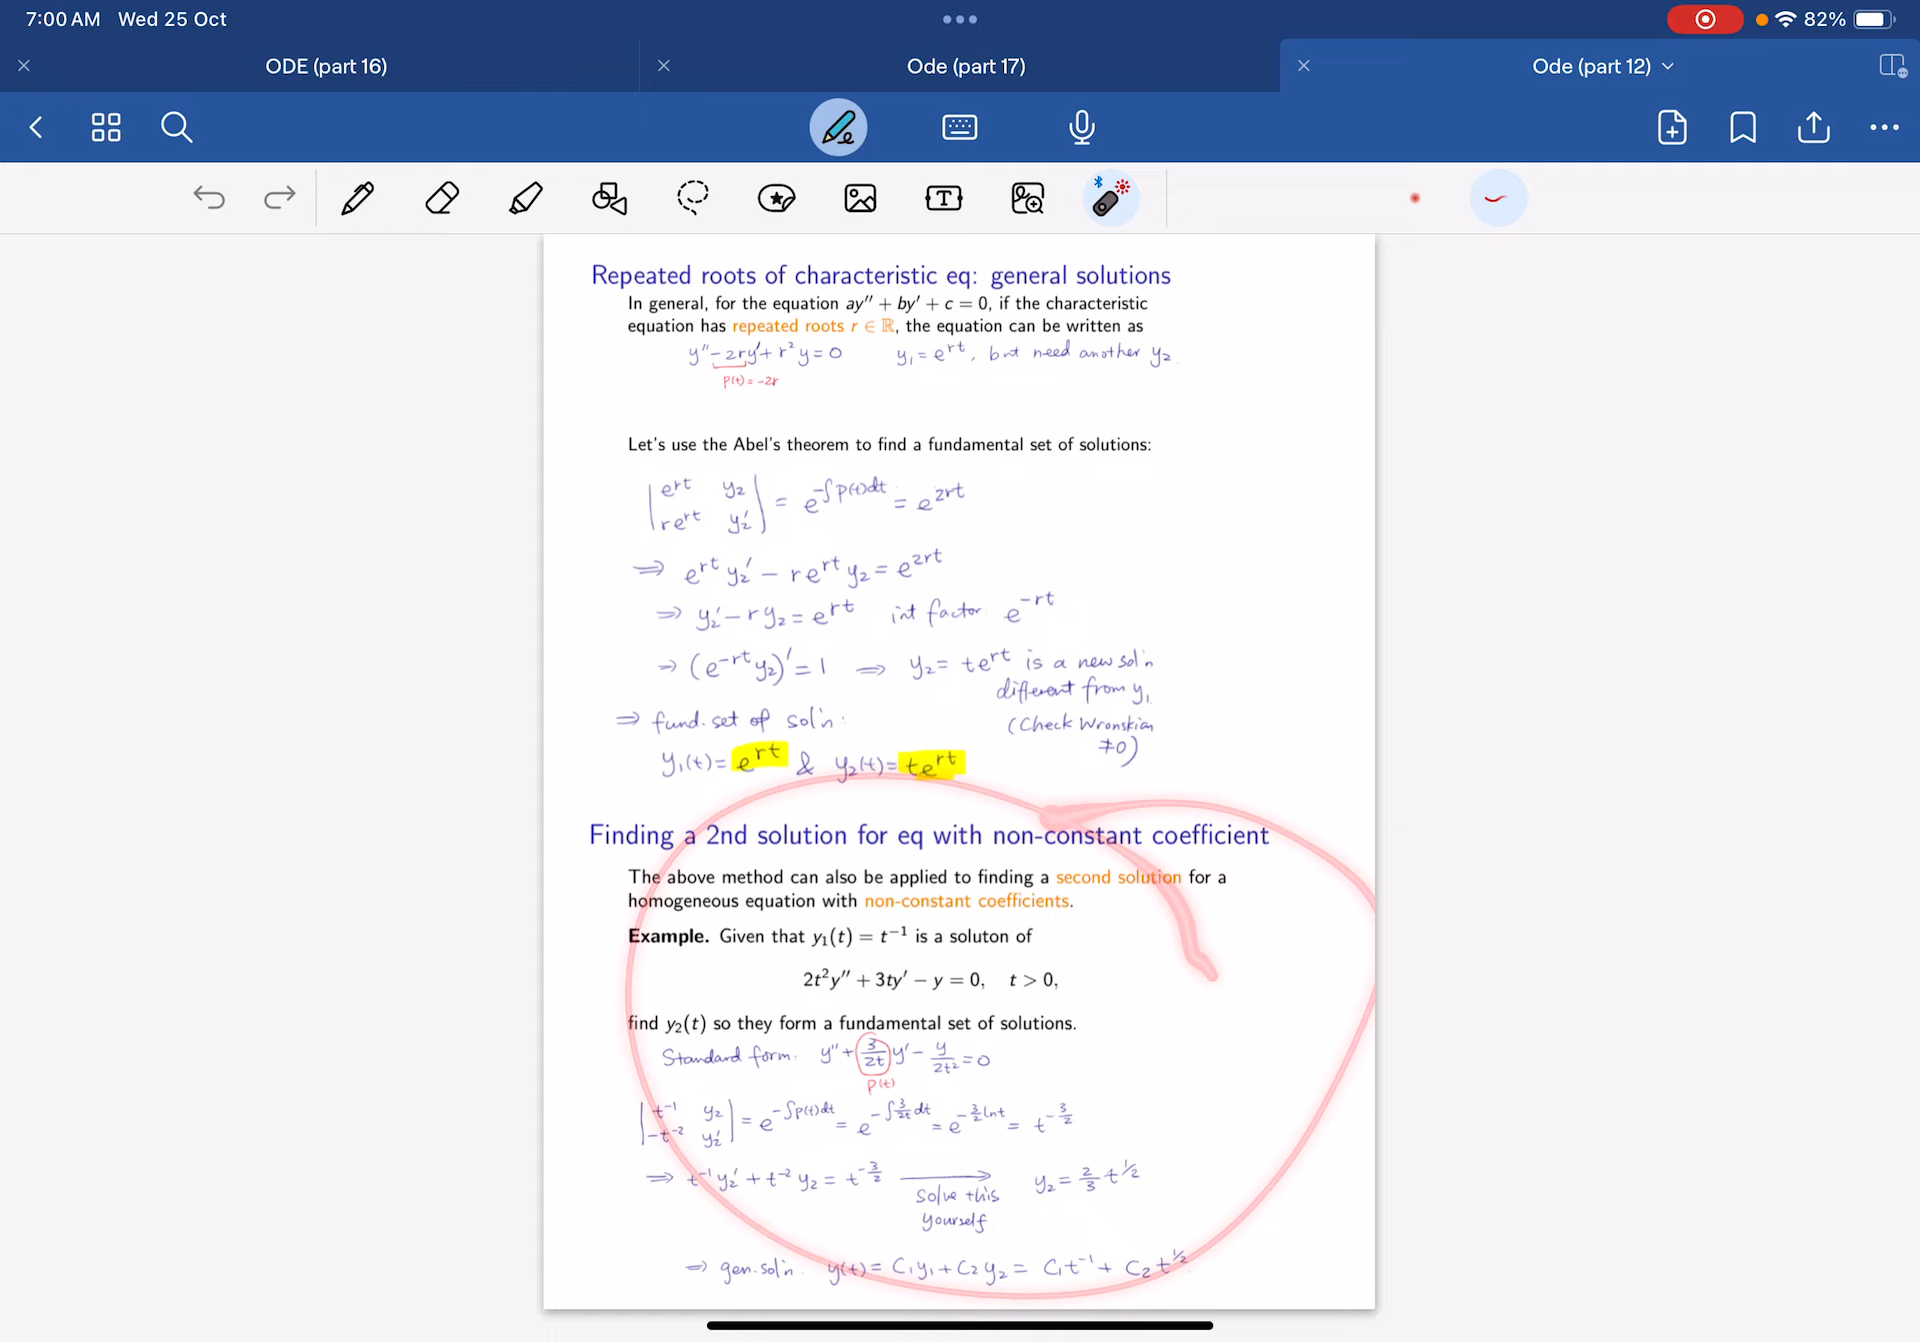 7:00 AM Wed 25 Oct
82%
ODE (part 16)
Ode (part 17)
Ode (part 12)
Repeated roots of characteristic eq: general solutions
In general, for the equation ay″ + by′ + c = 0, if the characteristic
equation has repeated roots r ∈ ℝ, the equation can be written as
y″ − 2ry′ + r² y = 0 y₁ = e^{rt}, but need another y₂
P(t) = −2r
Let's use the Abel's theorem to find a fundamental set of solutions:
| e^{rt} y₂ ; re^{rt} y₂′ | = e^{−∫P(t)dt} = e^{2rt}
⟹ e^{rt} y₂′ − re^{rt} y₂ = e^{2rt}
⟹ y₂′ − ry₂ = e^{rt} int factor e^{−rt}
⟹ (e^{−rt} y₂)′ = 1 ⟹ y₂ = te^{rt} is a new sol'n
different from y₁
(Check Wronskian
≠0)
⟹ fund. set of sol'n:
y₁(t) = e^{rt} & y₂(t) = te^{rt}
Finding a 2nd solution for eq with non-constant coefficient
The above method can also be applied to finding a second solution for a
homogeneous equation with non-constant coefficients.
Example. Given that y₁(t) = t⁻¹ is a soluton of
2t²y″ + 3ty′ − y = 0, t > 0,
find y₂(t) so they form a fundamental set of solutions.
Standard form: y″ + 3/2t y′ − y/2t² = 0
P(t)
| t⁻¹ y₂ ; −t⁻² y₂′ | = e^{−∫P(t)dt} = e^{−∫3/2t dt} = e^{−3/2 ln t} = t^{−3/2}
⟹ t⁻¹ y₂′ + t⁻² y₂ = t^{−3/2} ⟶ y₂ = 2/3 t^{1/2}
Solve this
yourself
⟹ gen. sol'n: y(t) = C₁y₁ + C₂y₂ = C₁t⁻¹ + C₂t^{1/2}